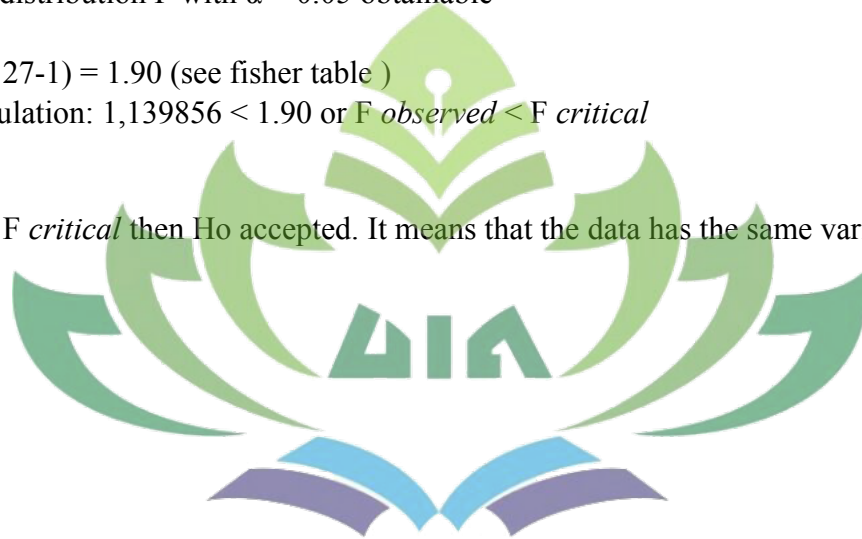 distribution F with α = 0.05 obtainable
27-1) = 1.90 (see fisher table )
ulation: 1,139856 < 1.90 or F observed < F critical
F critical then Ho accepted. It means that the data has the same var
UIN